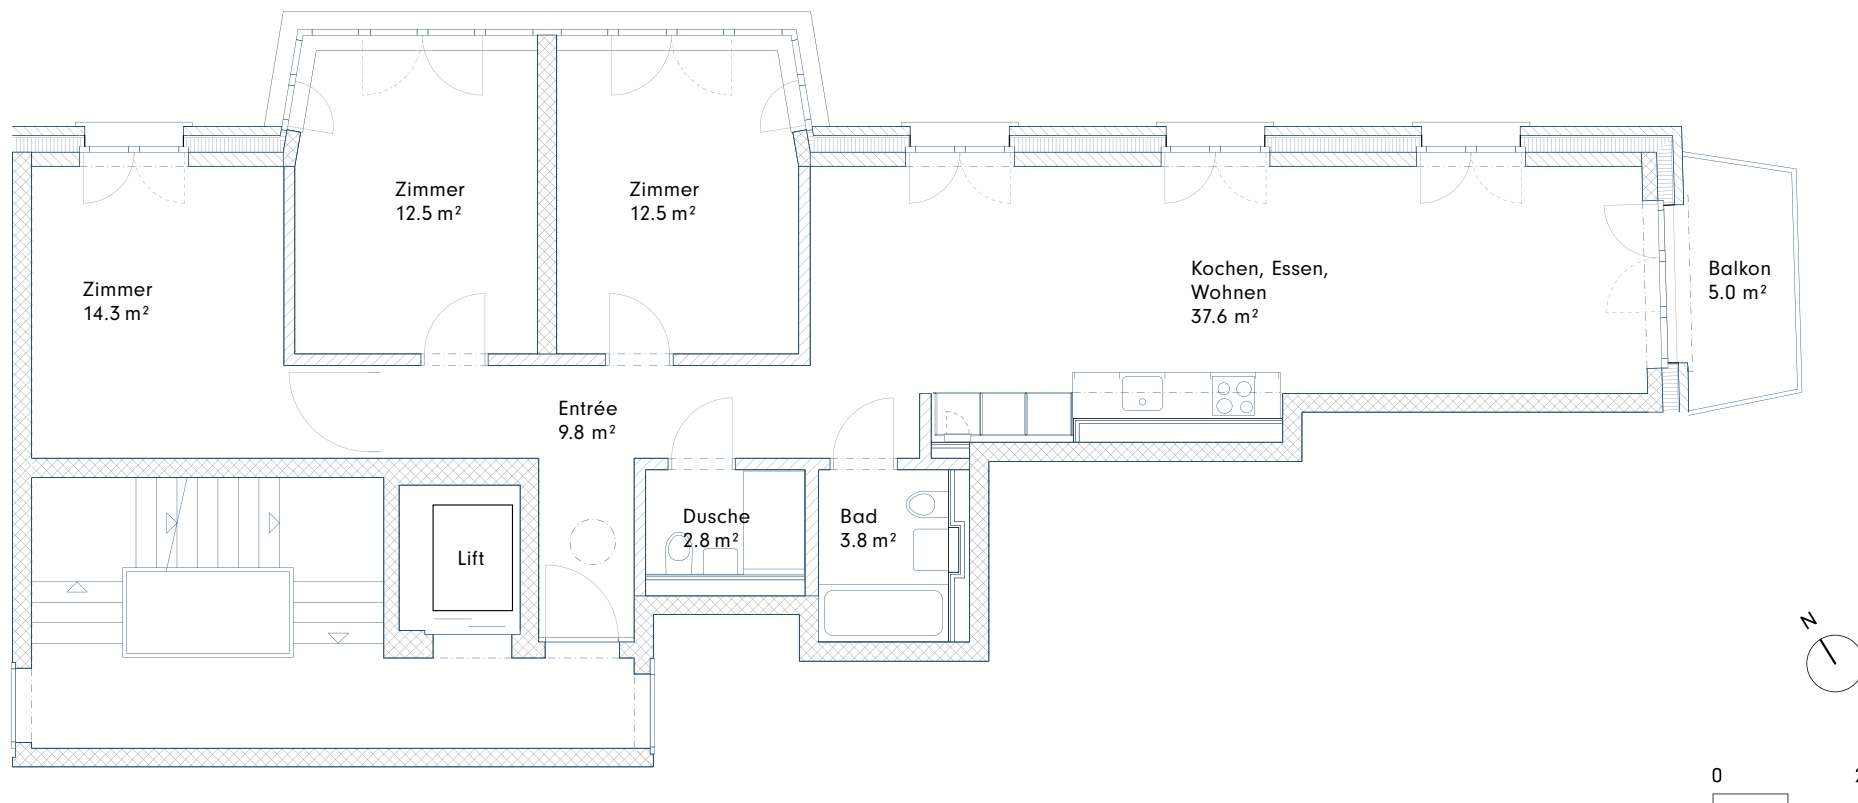 Zimmer
12.5 m²
Zimmer
12.5 m²
Zimmer
14.3 m²
Kochen, Essen,
Wohnen
37.6 m²
Balkon
5.0 m²
Entrée
9.8 m²
Dusche
2.8 m²
Bad
3.8 m²
Lift
N
0